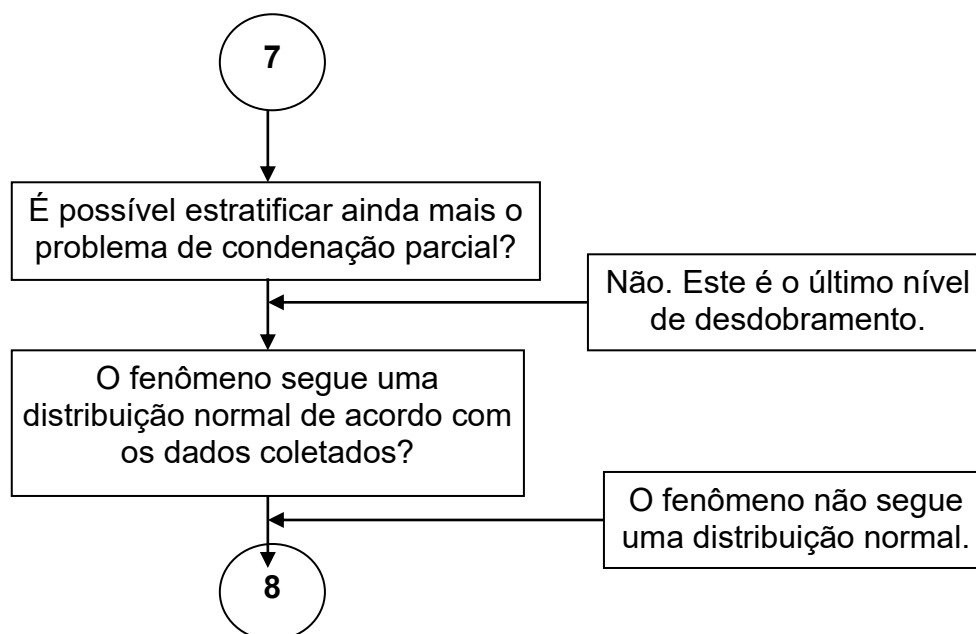 7
É possível estratificar ainda mais o
problema de condenação parcial?
Não. Este é o último nível
de desdobramento.
O fenômeno segue uma
distribuição normal de acordo com
os dados coletados?
O fenômeno não segue
uma distribuição normal.
8